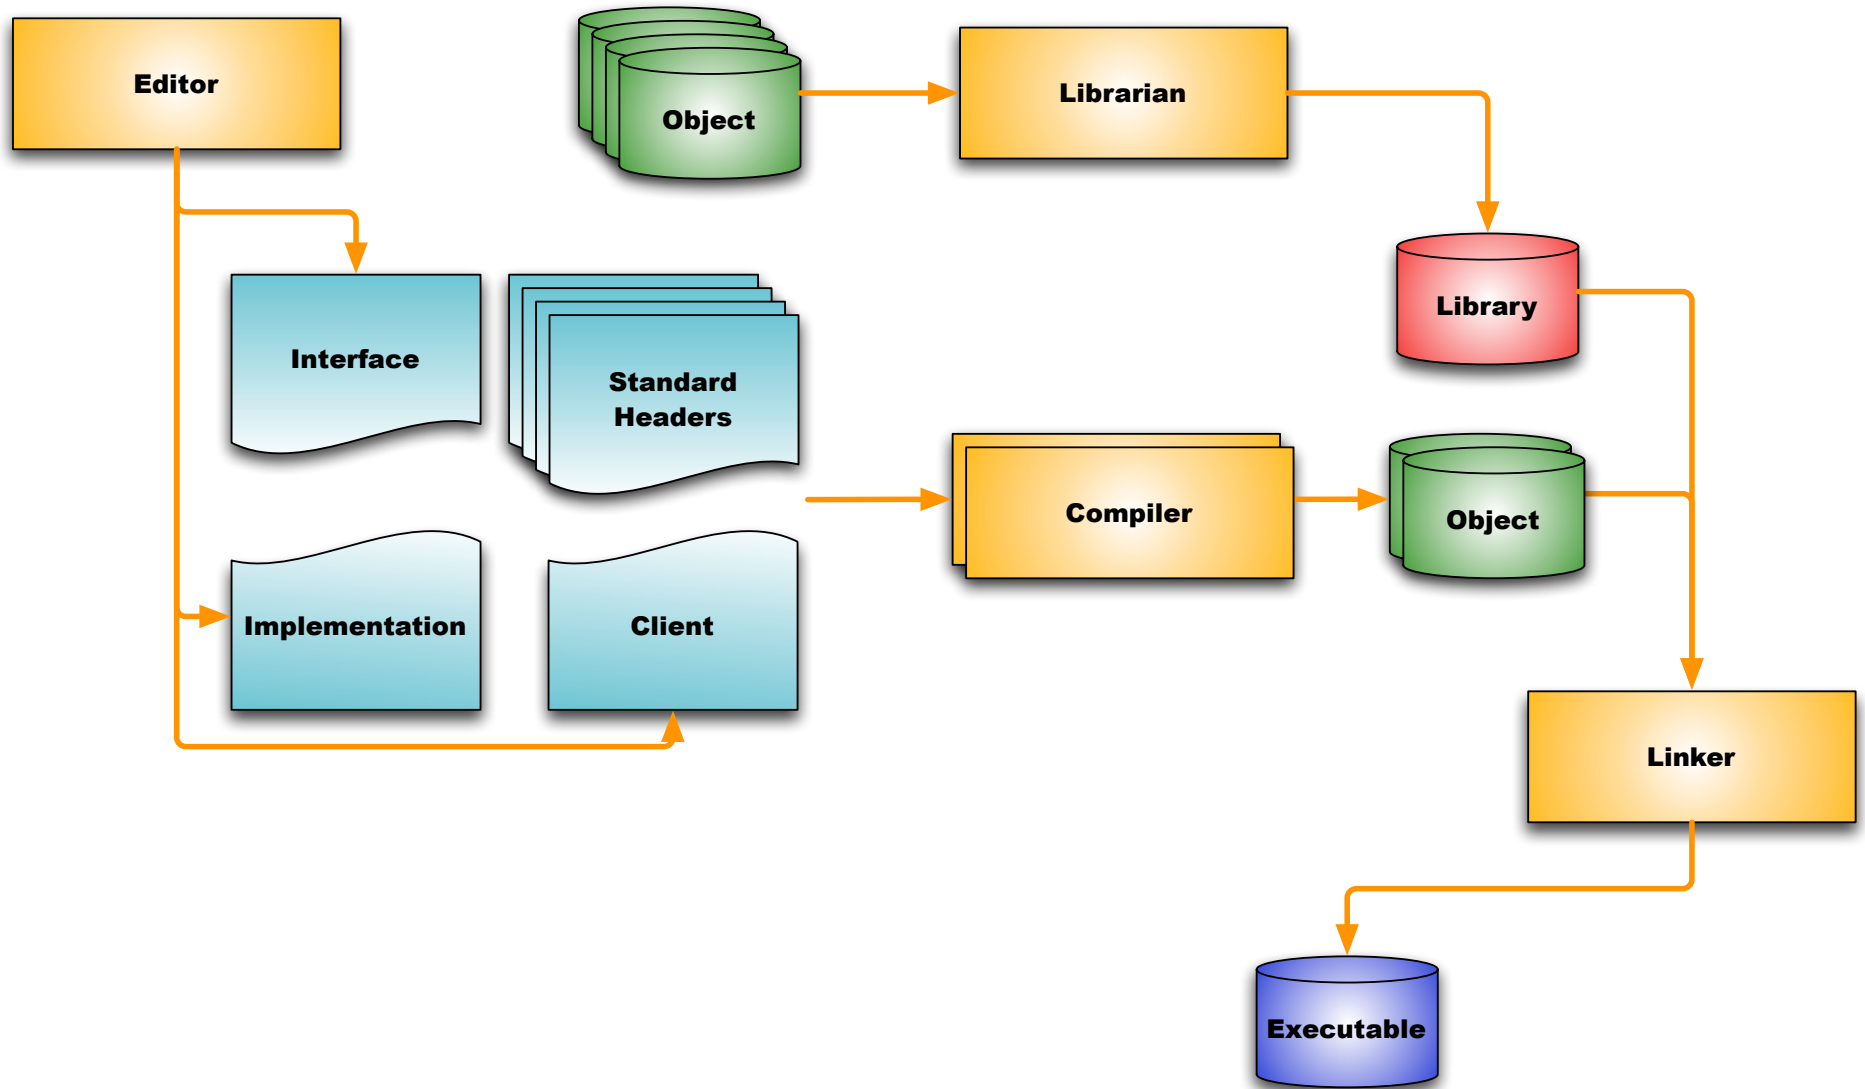 Editor
Object
Librarian
Library
Interface
Standard
Headers
Compiler
Object
Implementation
Client
Linker
Executable